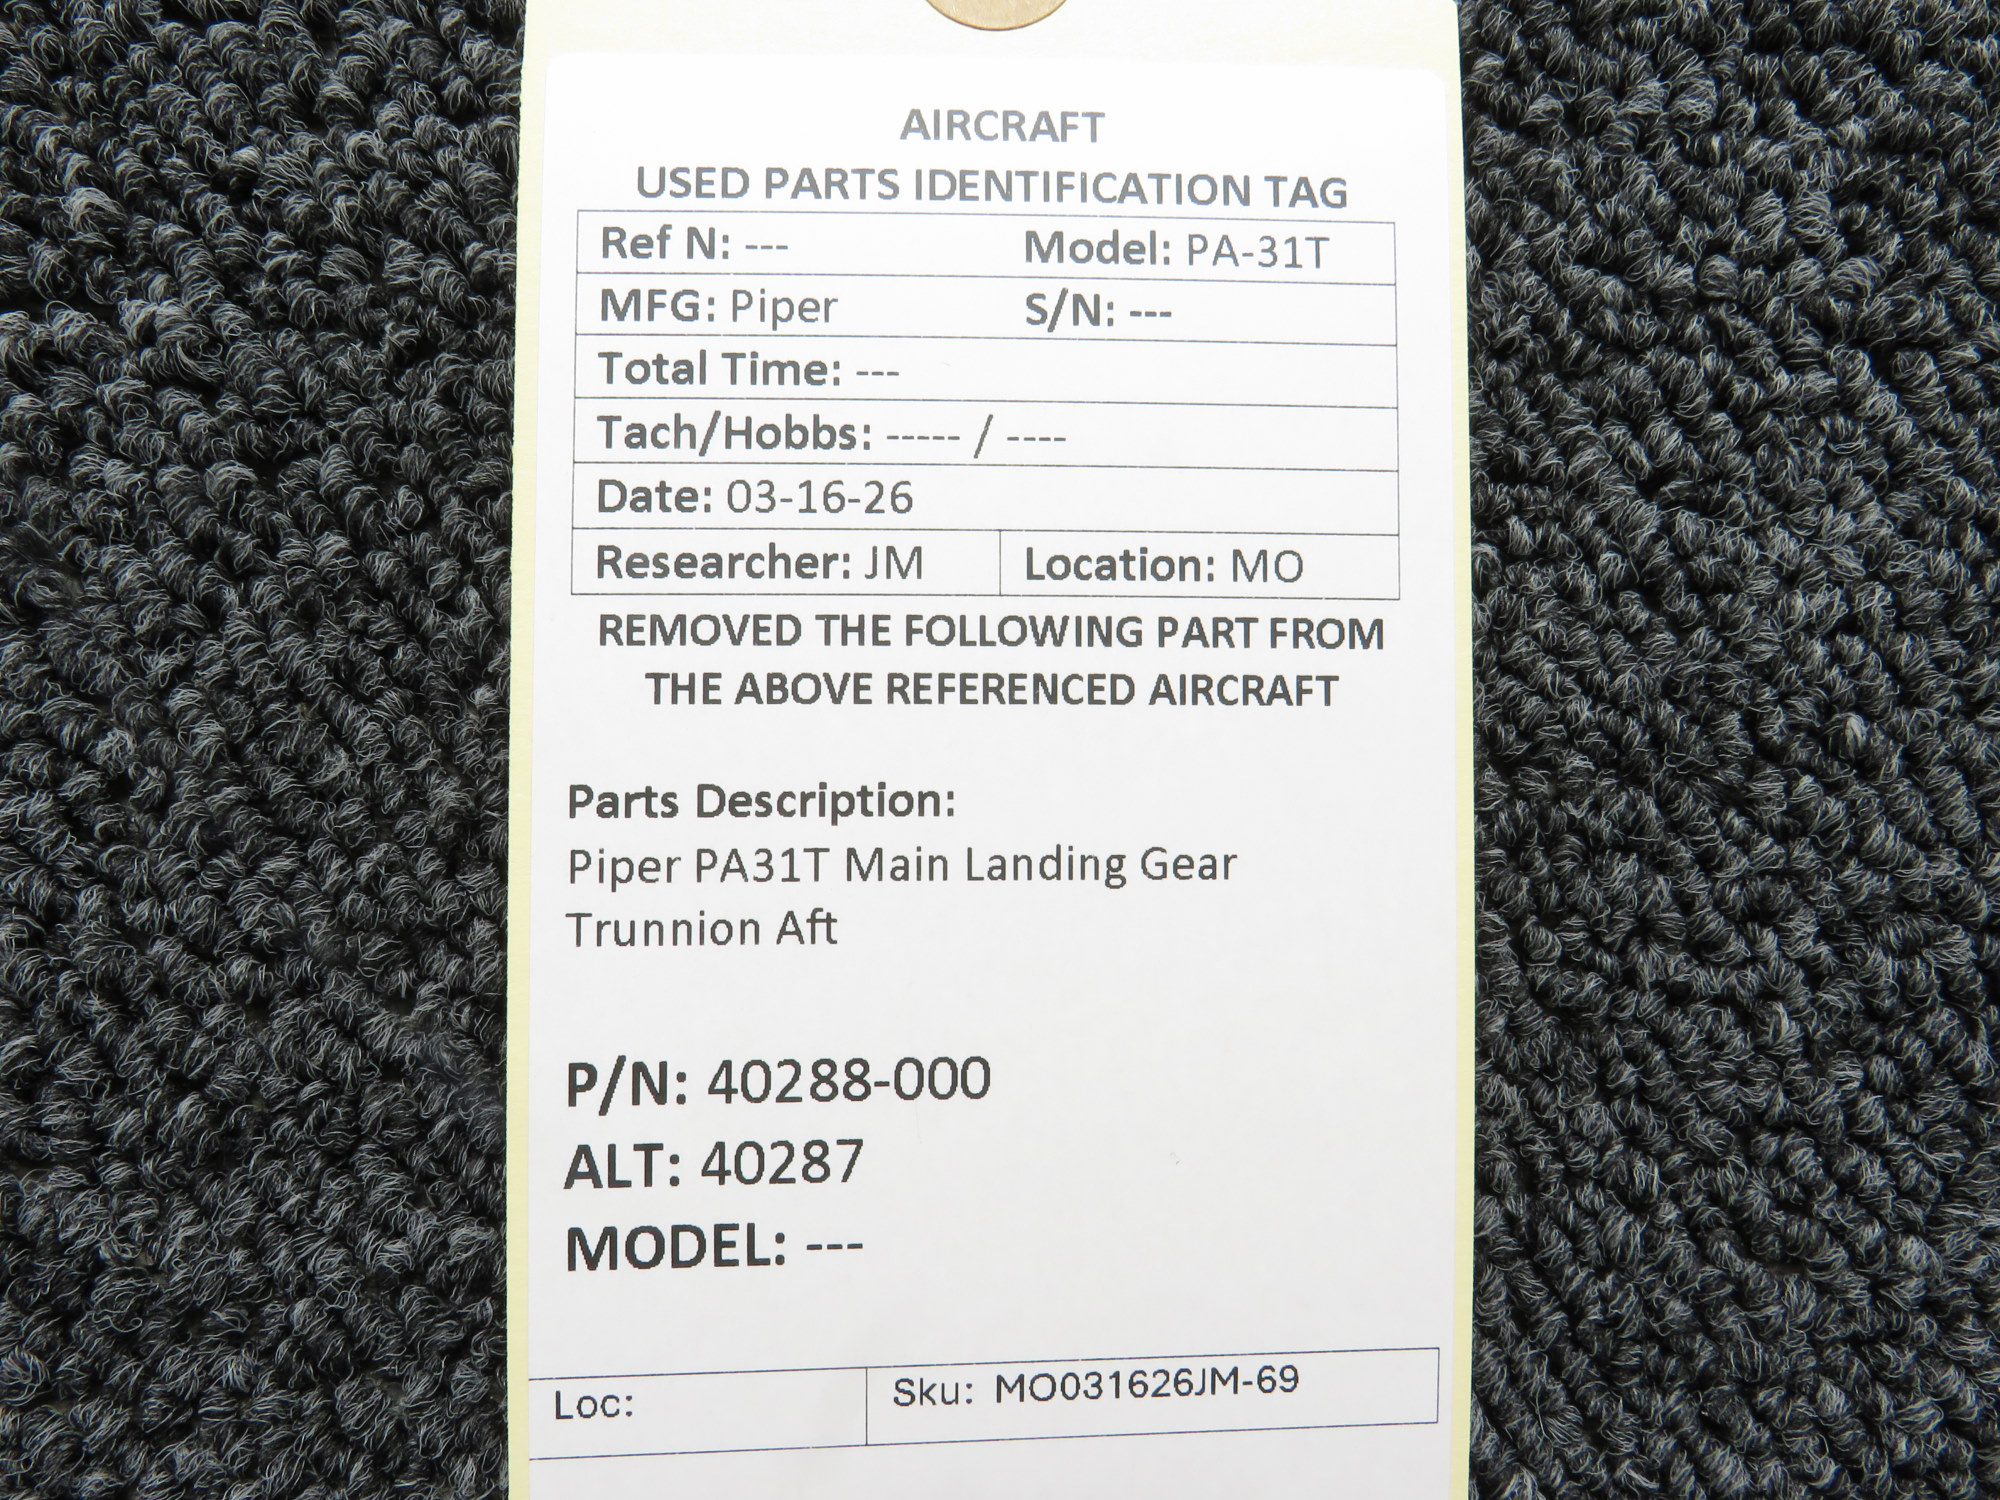 AIRCRAFT
USED PARTS IDENTIFICATION TAG
Ref N: --- Model: PA-31T
MFG: Piper S/N: ---
Total Time: ---
Tach/Hobbs: ----- / ----
Date: 03-16-26
Researcher: JM Location: MO
REMOVED THE FOLLOWING PART FROM
THE ABOVE REFERENCED AIRCRAFT
Parts Description:
Piper PA31T Main Landing Gear
Trunnion Aft
P/N: 40288-000
ALT: 40287
MODEL: ---
Loc: Sku: MO031626JM-69